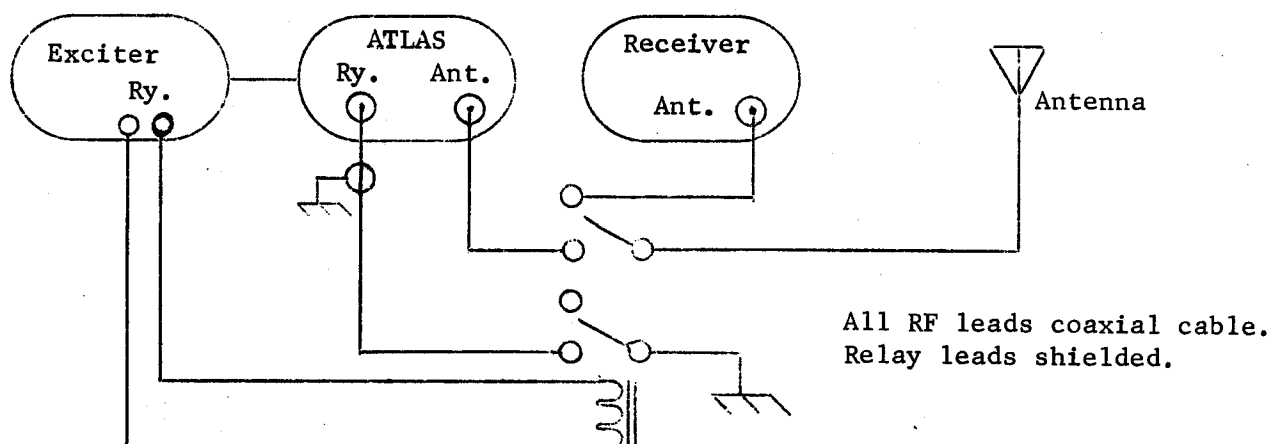 Exciter
Ry.
ATLAS
Ry. Ant.
Receiver
Ant.
Antenna
All RF leads coaxial cable.
Relay leads shielded.